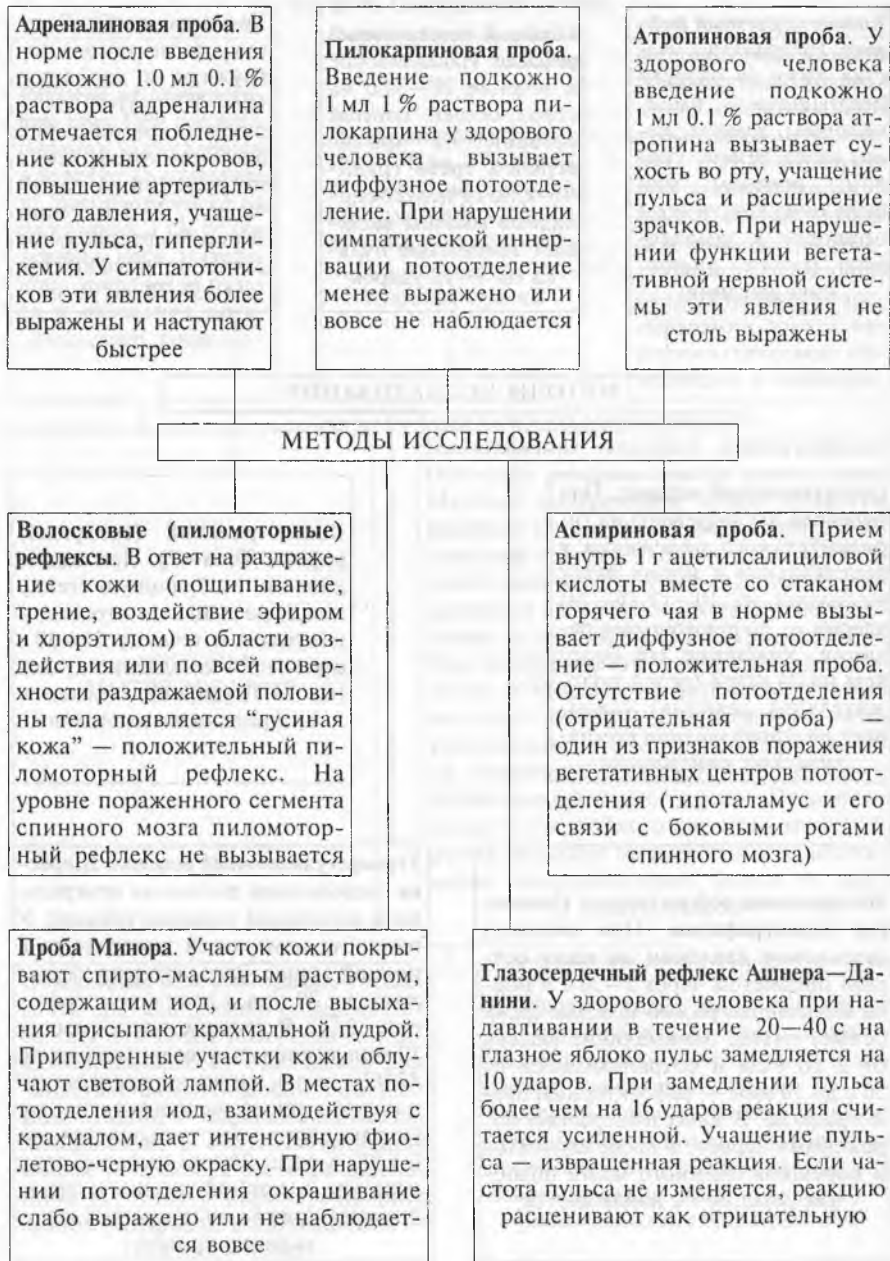 Адреналиновая проба. В
норме после введения
подкожно 1.0 мл 0.1 %
раствора адреналина
отмечается побледне-
ние кожных покровов,
повышение артериаль-
ного давления, учаще-
ние пульса, гипергли-
кемия. У симпатотони-
ков эти явления более
выражены и наступают
быстрее
Пилокарпиновая проба.
Введение подкожно
1 мл 1 % раствора пи-
локарпина у здорового
человека вызывает
диффузное потоотде-
ление. При нарушении
симпатической иннер-
вации потоотделение
менее выражено или
вовсе не наблюдается
Атропиновая проба. У
здорового человека
введение подкожно
1 мл 0.1 % раствора ат-
ропина вызывает су-
хость во рту, учащение
пульса и расширение
зрачков. При наруше-
нии функции вегета-
тивной нервной систе-
мы эти явления не
столь выражены
МЕТОДЫ ИССЛЕДОВАНИЯ
Волосковые (пиломоторные)
рефлексы. В ответ на раздраже-
ние кожи (пощипывание,
трение, воздействие эфиром
и хлорэтилом) в области воз-
действия или по всей повер-
хности раздражаемой полови-
ны тела появляется “гусиная
кожа” — положительный пи-
ломоторный рефлекс. На
уровне пораженного сегмента
спинного мозга пиломотор-
ный рефлекс не вызывается
Аспириновая проба. Прием
внутрь 1 г ацетилсалициловой
кислоты вместе со стаканом
горячего чая в норме вызы-
вает диффузное потоотделе-
ние — положительная проба.
Отсутствие потоотделения
(отрицательная проба) —
один из признаков поражения
вегетативных центров потоот-
деления (гипоталамус и его
связи с боковыми рогами
спинного мозга)
Проба Минора. Участок кожи покры-
вают спирто-масляным раствором,
содержащим иод, и после высыха-
ния присыпают крахмальной пудрой.
Припудренные участки кожи облу-
чают световой лампой. В местах по-
тоотделения иод, взаимодействуя с
крахмалом, дает интенсивную фио-
летово-черную окраску. При наруше-
нии потоотделения окрашивание
слабо выражено или не наблюдает-
ся вовсе
Глазосердечный рефлекс Ашнера—Да-
нини. У здорового человека при на-
давливании в течение 20—40 с на
глазное яблоко пульс замедляется на
10 ударов. При замедлении пульса
более чем на 16 ударов реакция счи-
тается усиленной. Учащение пуль-
са — извращенная реакция. Если ча-
стота пульса не изменяется, реакцию
расценивают как отрицательную